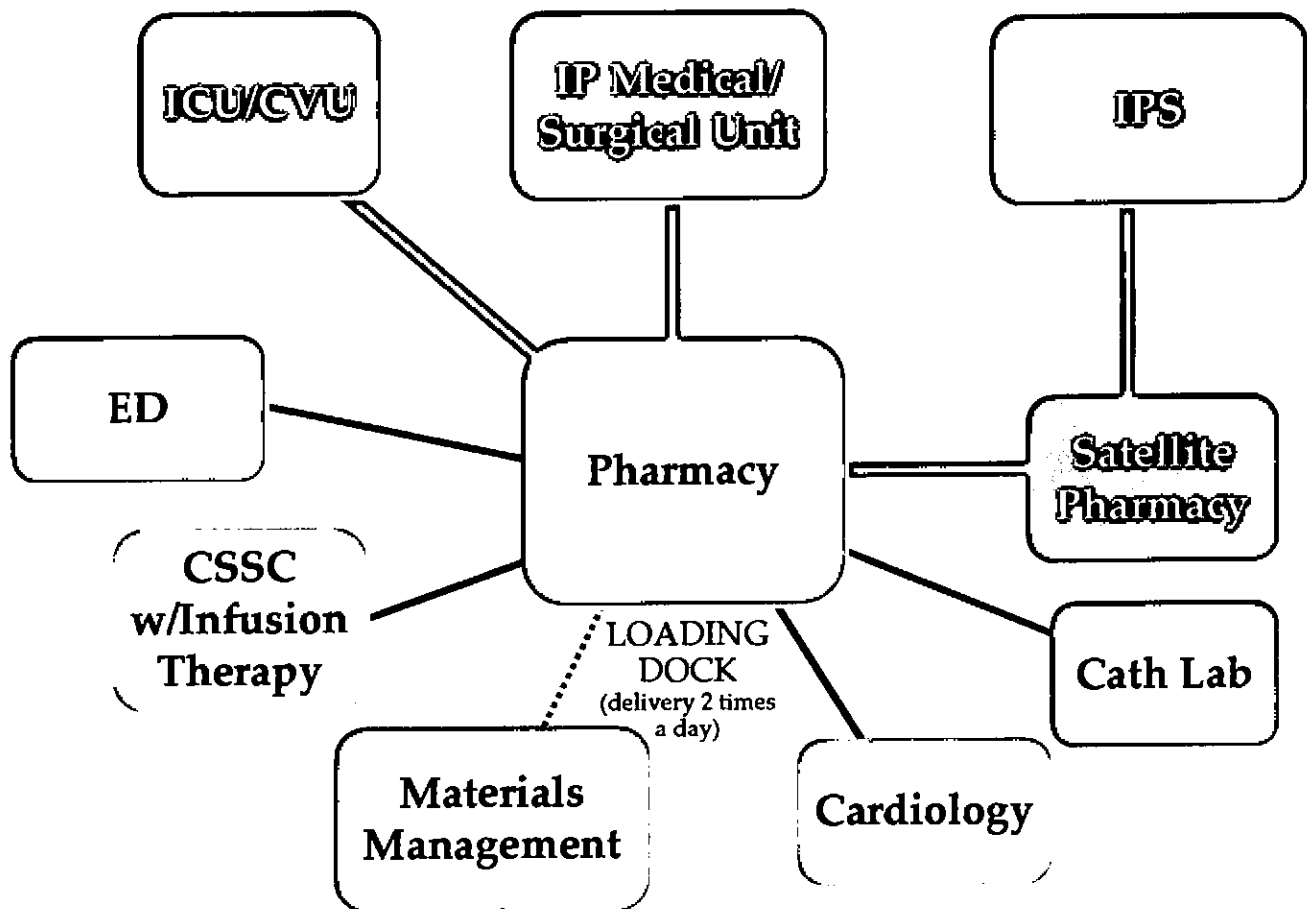 ICU/CVU
IP Medical/
Surgical Unit
IPS
ED
Pharmacy
Satellite
Pharmacy
CSSC
w/Infusion
Therapy
LOADING
DOCK
(delivery 2 times
a day)
Cath Lab
Materials
Management
Cardiology